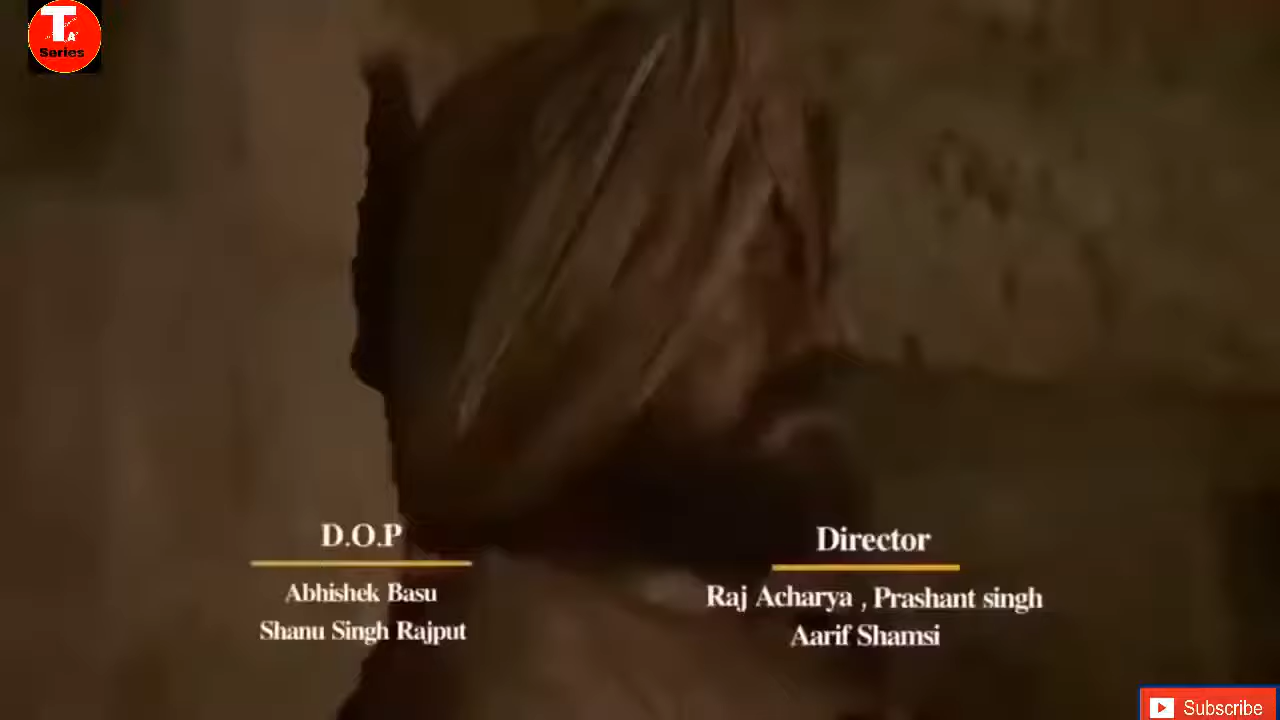 T
A
Series
D.O.P
Director
Abhishek Basu
Shanu Singh Rajput
Raj Acharya , Prashant singh
Aarif Shamsi
Subscribe